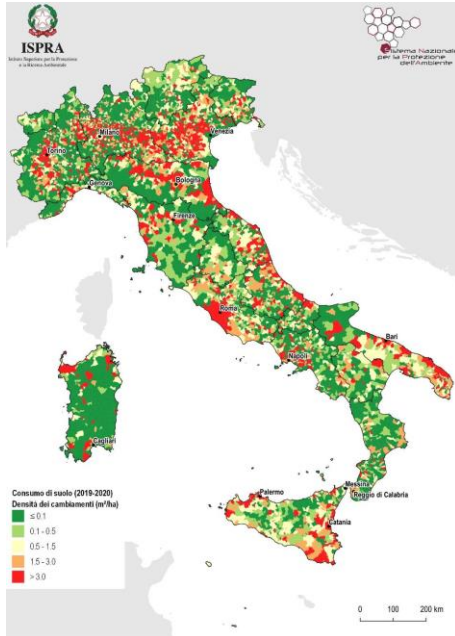 ISPRA
Istituto Superiore per la Protezione
e la Ricerca Ambientale
Sistema Nazionale
per la Protezione
dell'Ambiente
Milano
Venezia
Torino
Bologna
Genova
Firenze
Roma
Bari
Napoli
Cagliari
Messina
Palermo
Reggio di Calabria
Catania
Consumo di suolo (2019-2020)
Densità dei cambiamenti (m²/ha)
≤ 0.1
0.1 - 0.5
0.5 - 1.5
1.5 - 3.0
> 3.0
0 100 200 km